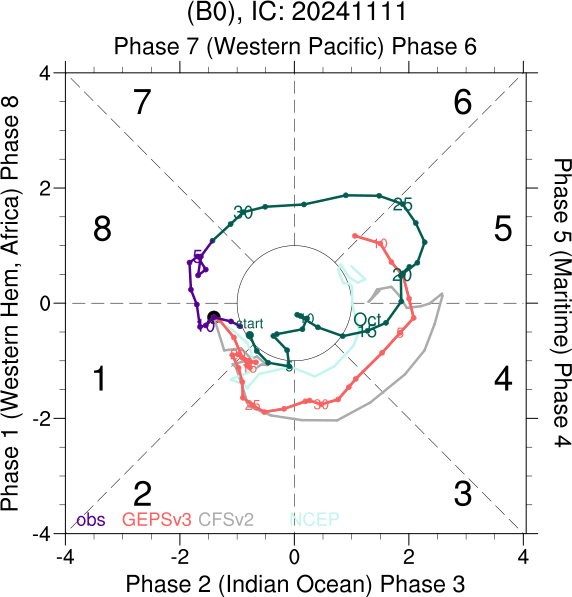 (B0), IC: 20241111
Phase 7 (Western Pacific) Phase 6
4
7
6
Phase 1 (Western Hem, Africa) Phase 8
Phase 5 (Maritime) Phase 4
2
30
25
8
5
0
5
20
0
start
0
Oct
15
5
5
-2
25
30
1
4
2
3
obs
GEPSv3
CFSv2
NCEP
-4
-4
-2
0
2
4
Phase 2 (Indian Ocean) Phase 3